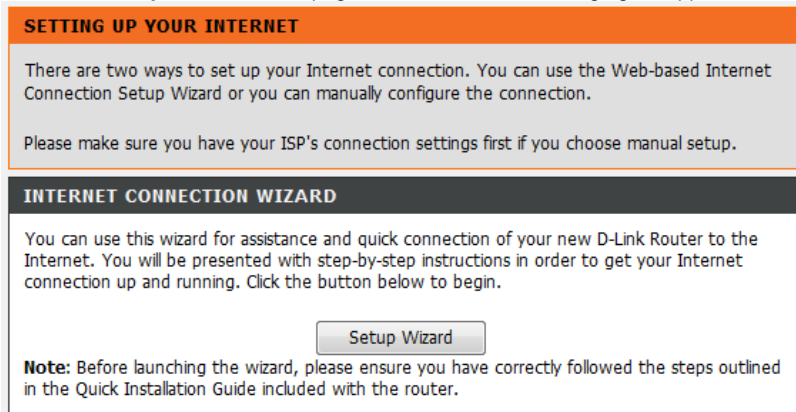 SETTING UP YOUR INTERNET
There are two ways to set up your Internet connection. You can use the Web-based Internet
Connection Setup Wizard or you can manually configure the connection.
Please make sure you have your ISP's connection settings first if you choose manual setup.
INTERNET CONNECTION WIZARD
You can use this wizard for assistance and quick connection of your new D-Link Router to the
Internet. You will be presented with step-by-step instructions in order to get your Internet
connection up and running. Click the button below to begin.
Setup Wizard
Note: Before launching the wizard, please ensure you have correctly followed the steps outlined
in the Quick Installation Guide included with the router.